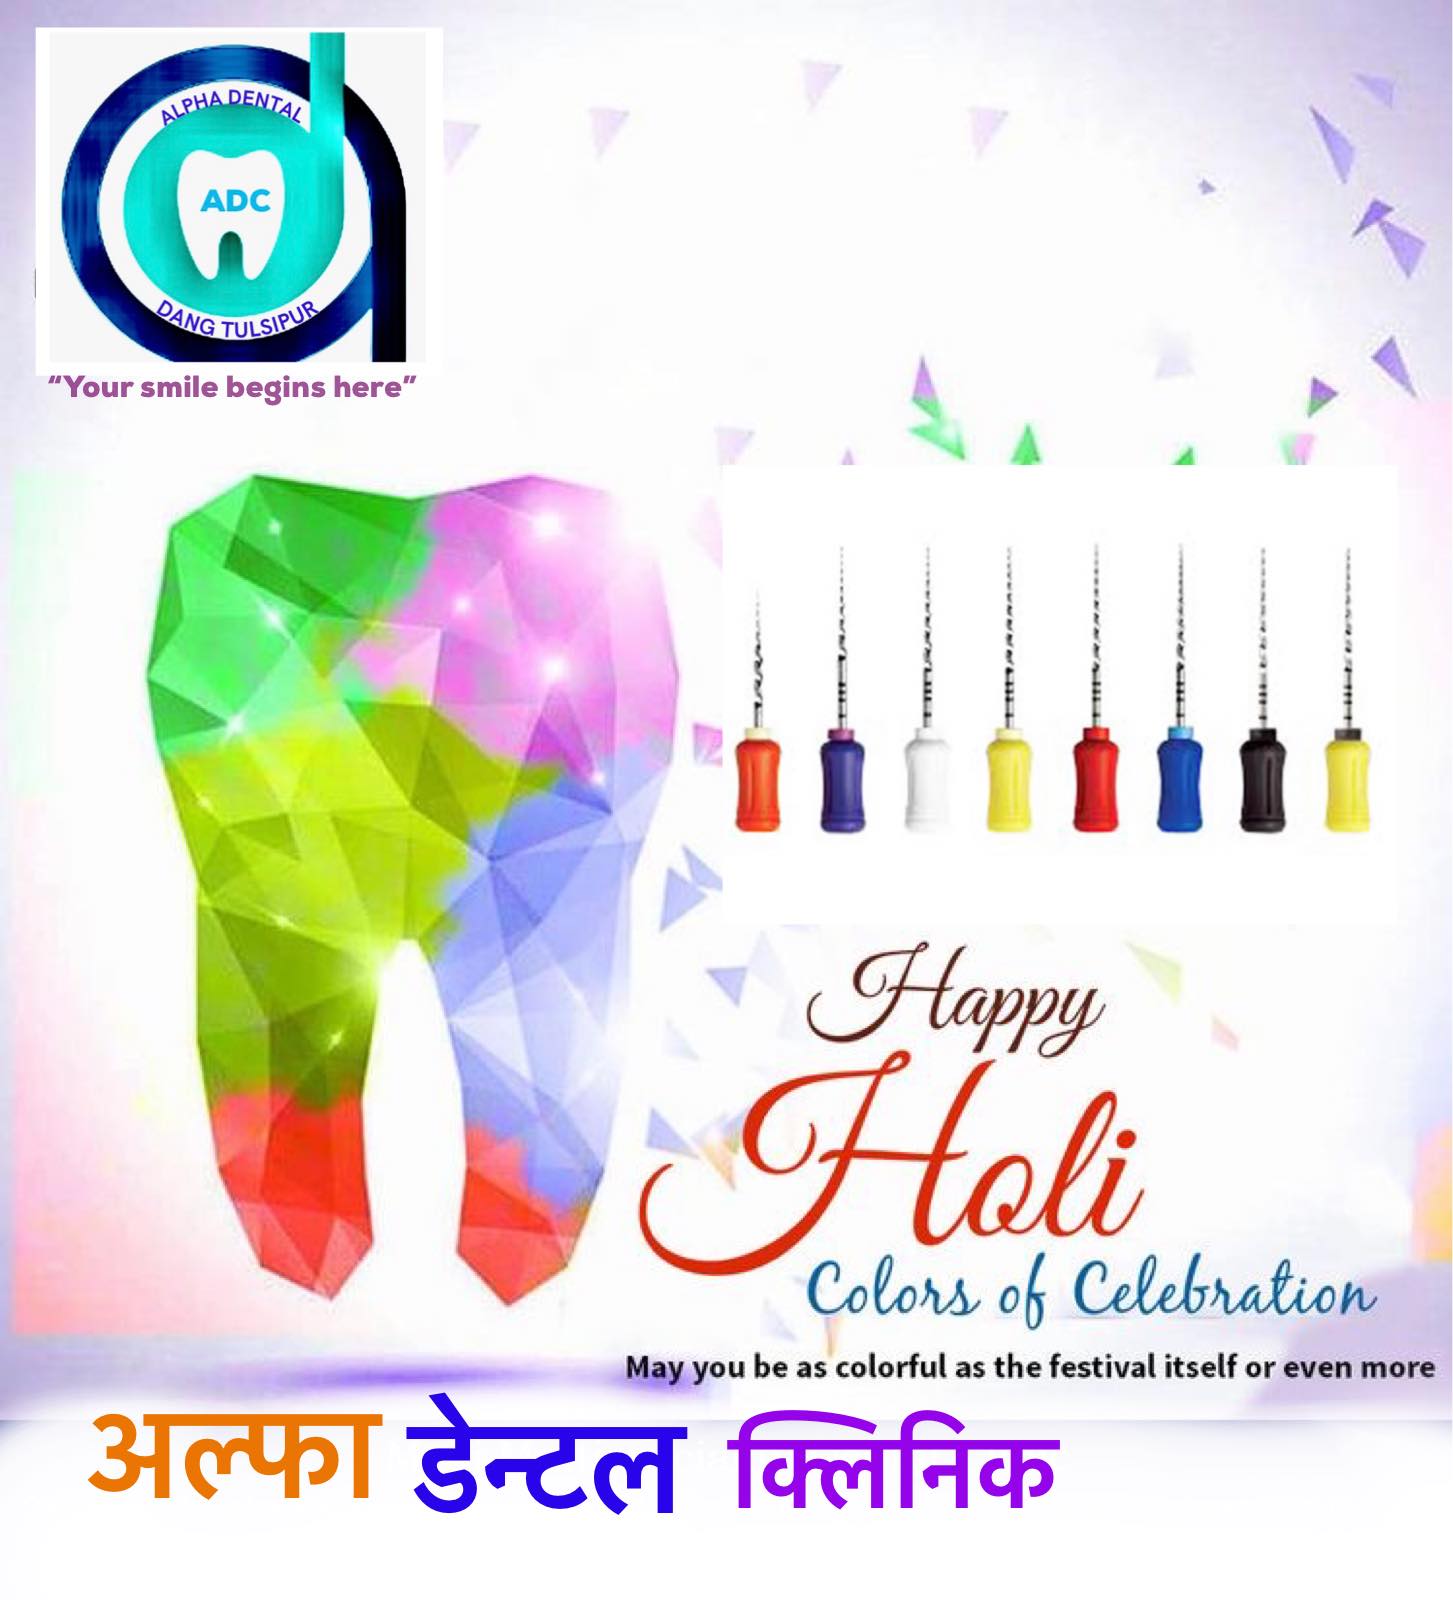 ALPHA DENTAL
ADC
DANG TULSIPUR
“Your smile begins here”
Happy
Holi
Colors of Celebration
May you be as colorful as the festival itself or even more
अल्फा डेन्टल क्लिनिक